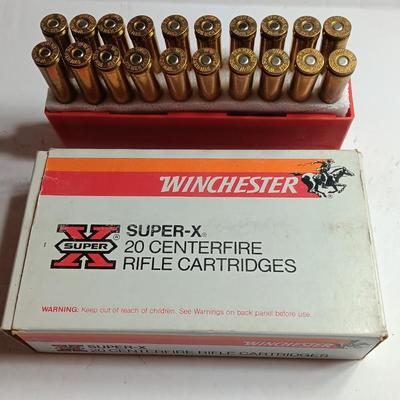 WINCHESTER
SUPER
X ®
SUPER-X®
20 CENTERFIRE
RIFLE CARTRIDGES
WARNING: Keep out of reach of children. See Warnings on back panel before use.
X SUPER-X
20 CENTERFIRE RIFLE CARTRIDGES
WINCHESTER